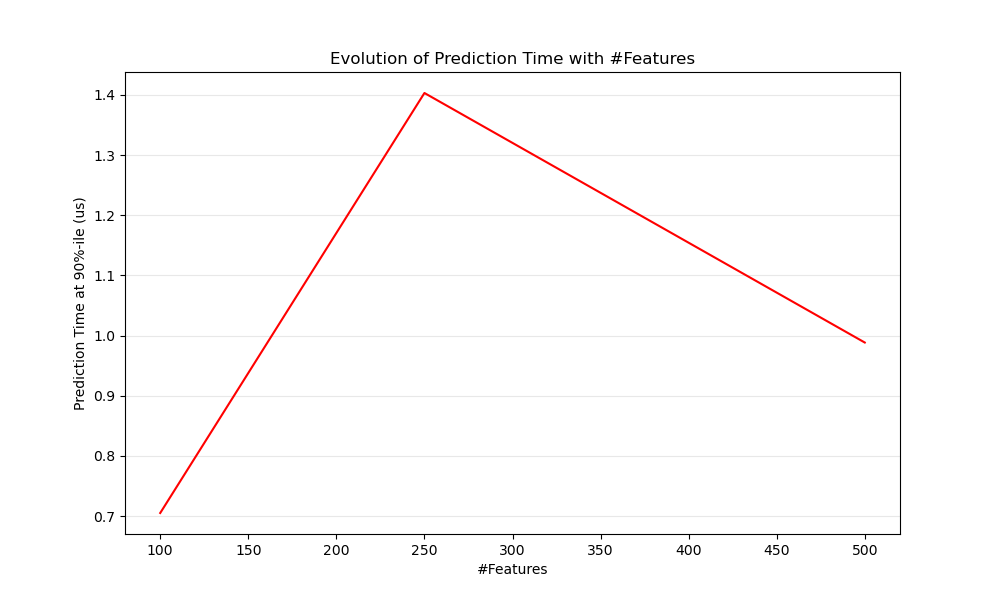 Evolution of Prediction Time with #Features
Prediction Time at 90%-ile (us)
1.4
1.3
1.2
1.1
1.0
0.9
0.8
0.7
100 150 200 250 300 350 400 450 500
#Features